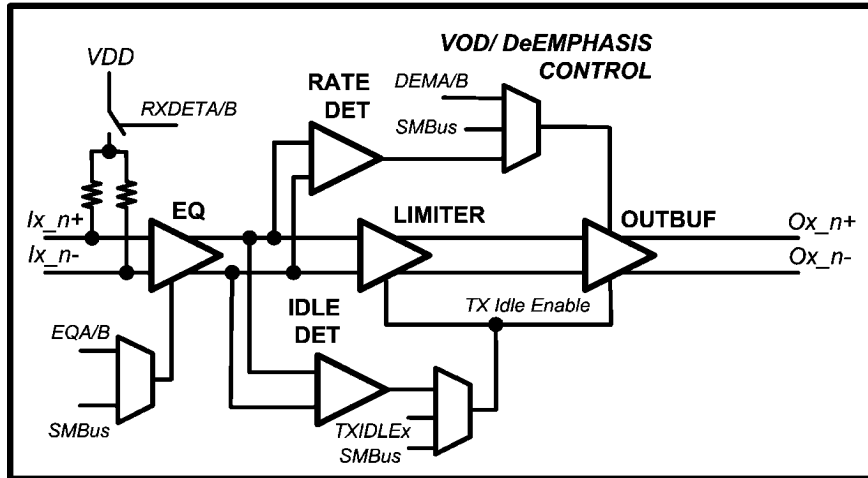 VOD/ DeEMPHASIS
CONTROL
VDD
RATE
DET
DEMA/B
RXDETA/B
SMBus
Ix_n+
EQ
LIMITER
OUTBUF
Ox_n+
Ix_n-
Ox_n-
IDLE
DET
TX Idle Enable
EQA/B
SMBus
TXIDLEx
SMBus